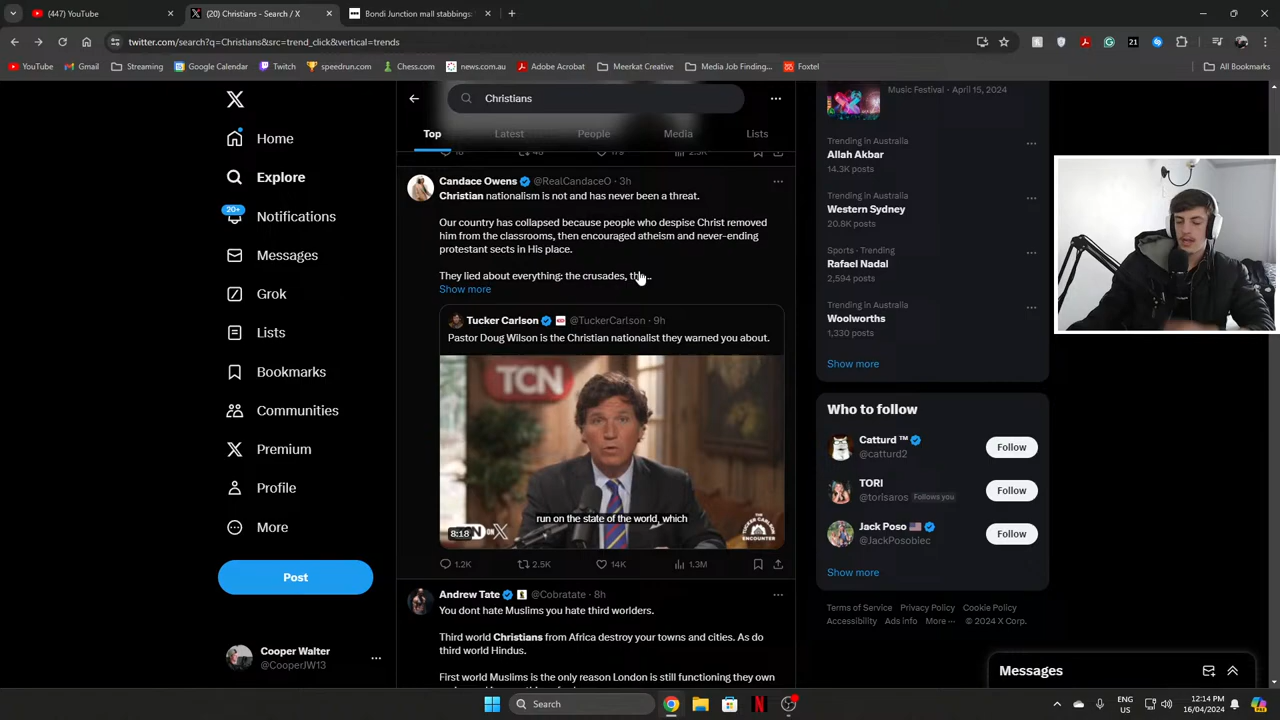 (447) YouTube
(20) Christians - Search / X
Bondi Junction mall stabbings:
twitter.com/search?q=Christians&src=trend_click&vertical=trends
21
YouTube
Gmail
Streaming
Google Calendar
Twitch
speedrun.com
Chess.com
news.com.au
Adobe Acrobat
Meerkat Creative
Media Job Finding...
Foxtel
All Bookmarks
Home
Explore
20+
Notifications
Messages
Grok
Lists
Bookmarks
Communities
Premium
Profile
More
Post
Cooper Walter
@CooperJW13
Christians
Top
Latest
People
Media
Lists
Candace Owens @RealCandaceO · 3h
Christian nationalism is not and has never been a threat.
Our country has collapsed because people who despise Christ removed
him from the classrooms, then encouraged atheism and never-ending
protestant sects in His place.
They lied about everything: the crusades,
Show more
Tucker Carlson @TuckerCarlson · 9h
Pastor Doug Wilson is the Christian nationalist they warned you about.
TCN
run on the state of the world, which
8:18
on X
THE
TUCKER
CARLSON
ENCOUNTER
1.2K
2.5K
14K
1.3M
Andrew Tate @Cobratate · 8h
You dont hate Muslims you hate third worlders.
Third world Christians from Africa destroy your towns and cities. As do
third world Hindus.
First world Muslims is the only reason London is still functioning they own
Music Festival · April 15, 2024
Trending in Australia
Allah Akbar
14.3K posts
Trending in Australia
Western Sydney
20.8K posts
Sports · Trending
Rafael Nadal
2,594 posts
Trending in Australia
Woolworths
1,330 posts
Show more
Who to follow
Catturd ™
@catturd2
Follow
TORI
@torisaros Follows you
Follow
Jack Poso
@JackPosobiec
Follow
Show more
Terms of Service Privacy Policy Cookie Policy
Accessibility Ads info More ··· © 2024 X Corp.
Messages
Search
ENG
US
12:14 PM
16/04/2024